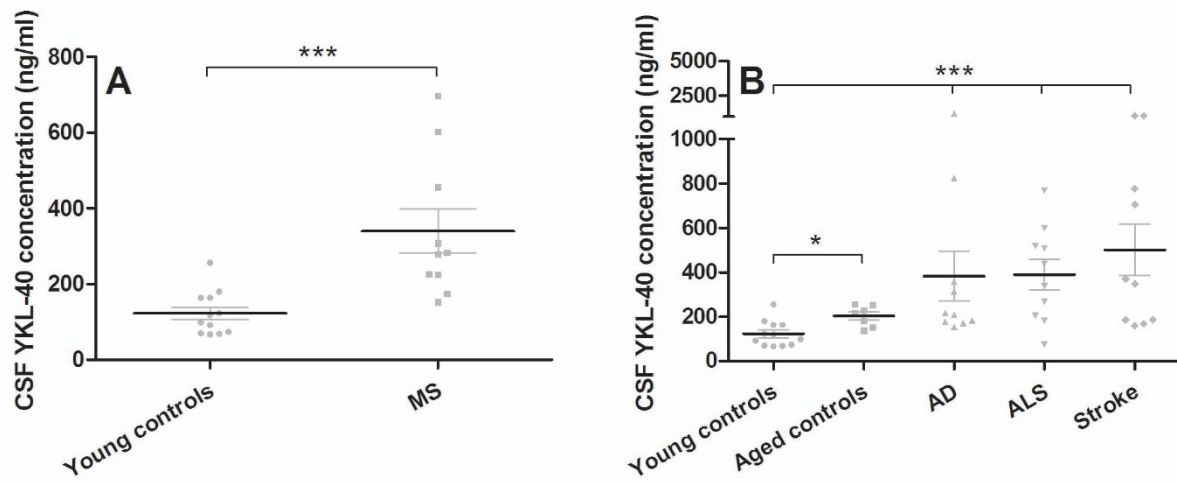 A
CSF YKL-40 concentration (ng/ml)
800
600
400
200
0
***
Young controls
MS
B
CSF YKL-40 concentration (ng/ml)
5000
2500
1000
800
600
400
200
0
***
*
Young controls
Aged controls
AD
ALS
Stroke